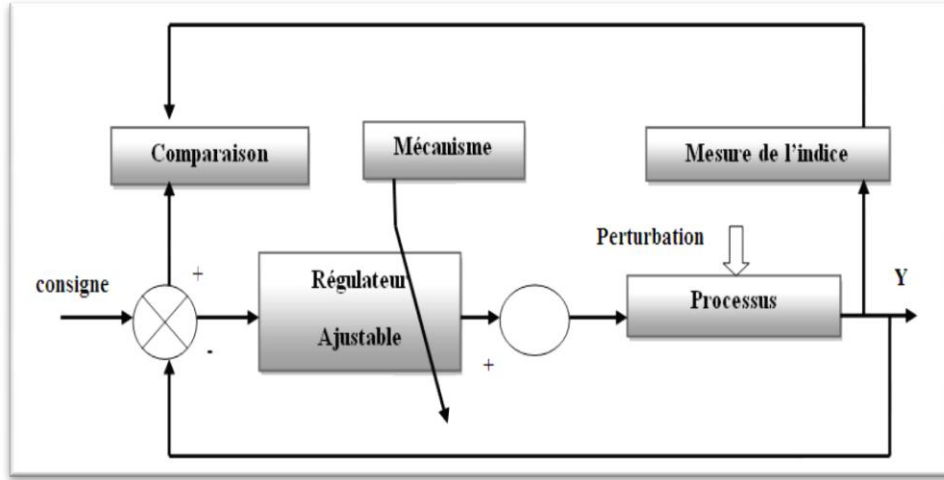 Comparaison
Mécanisme
Mesure de l'indice
Perturbation
consigne
+
Régulateur
Ajustable
Processus
Y
-
+